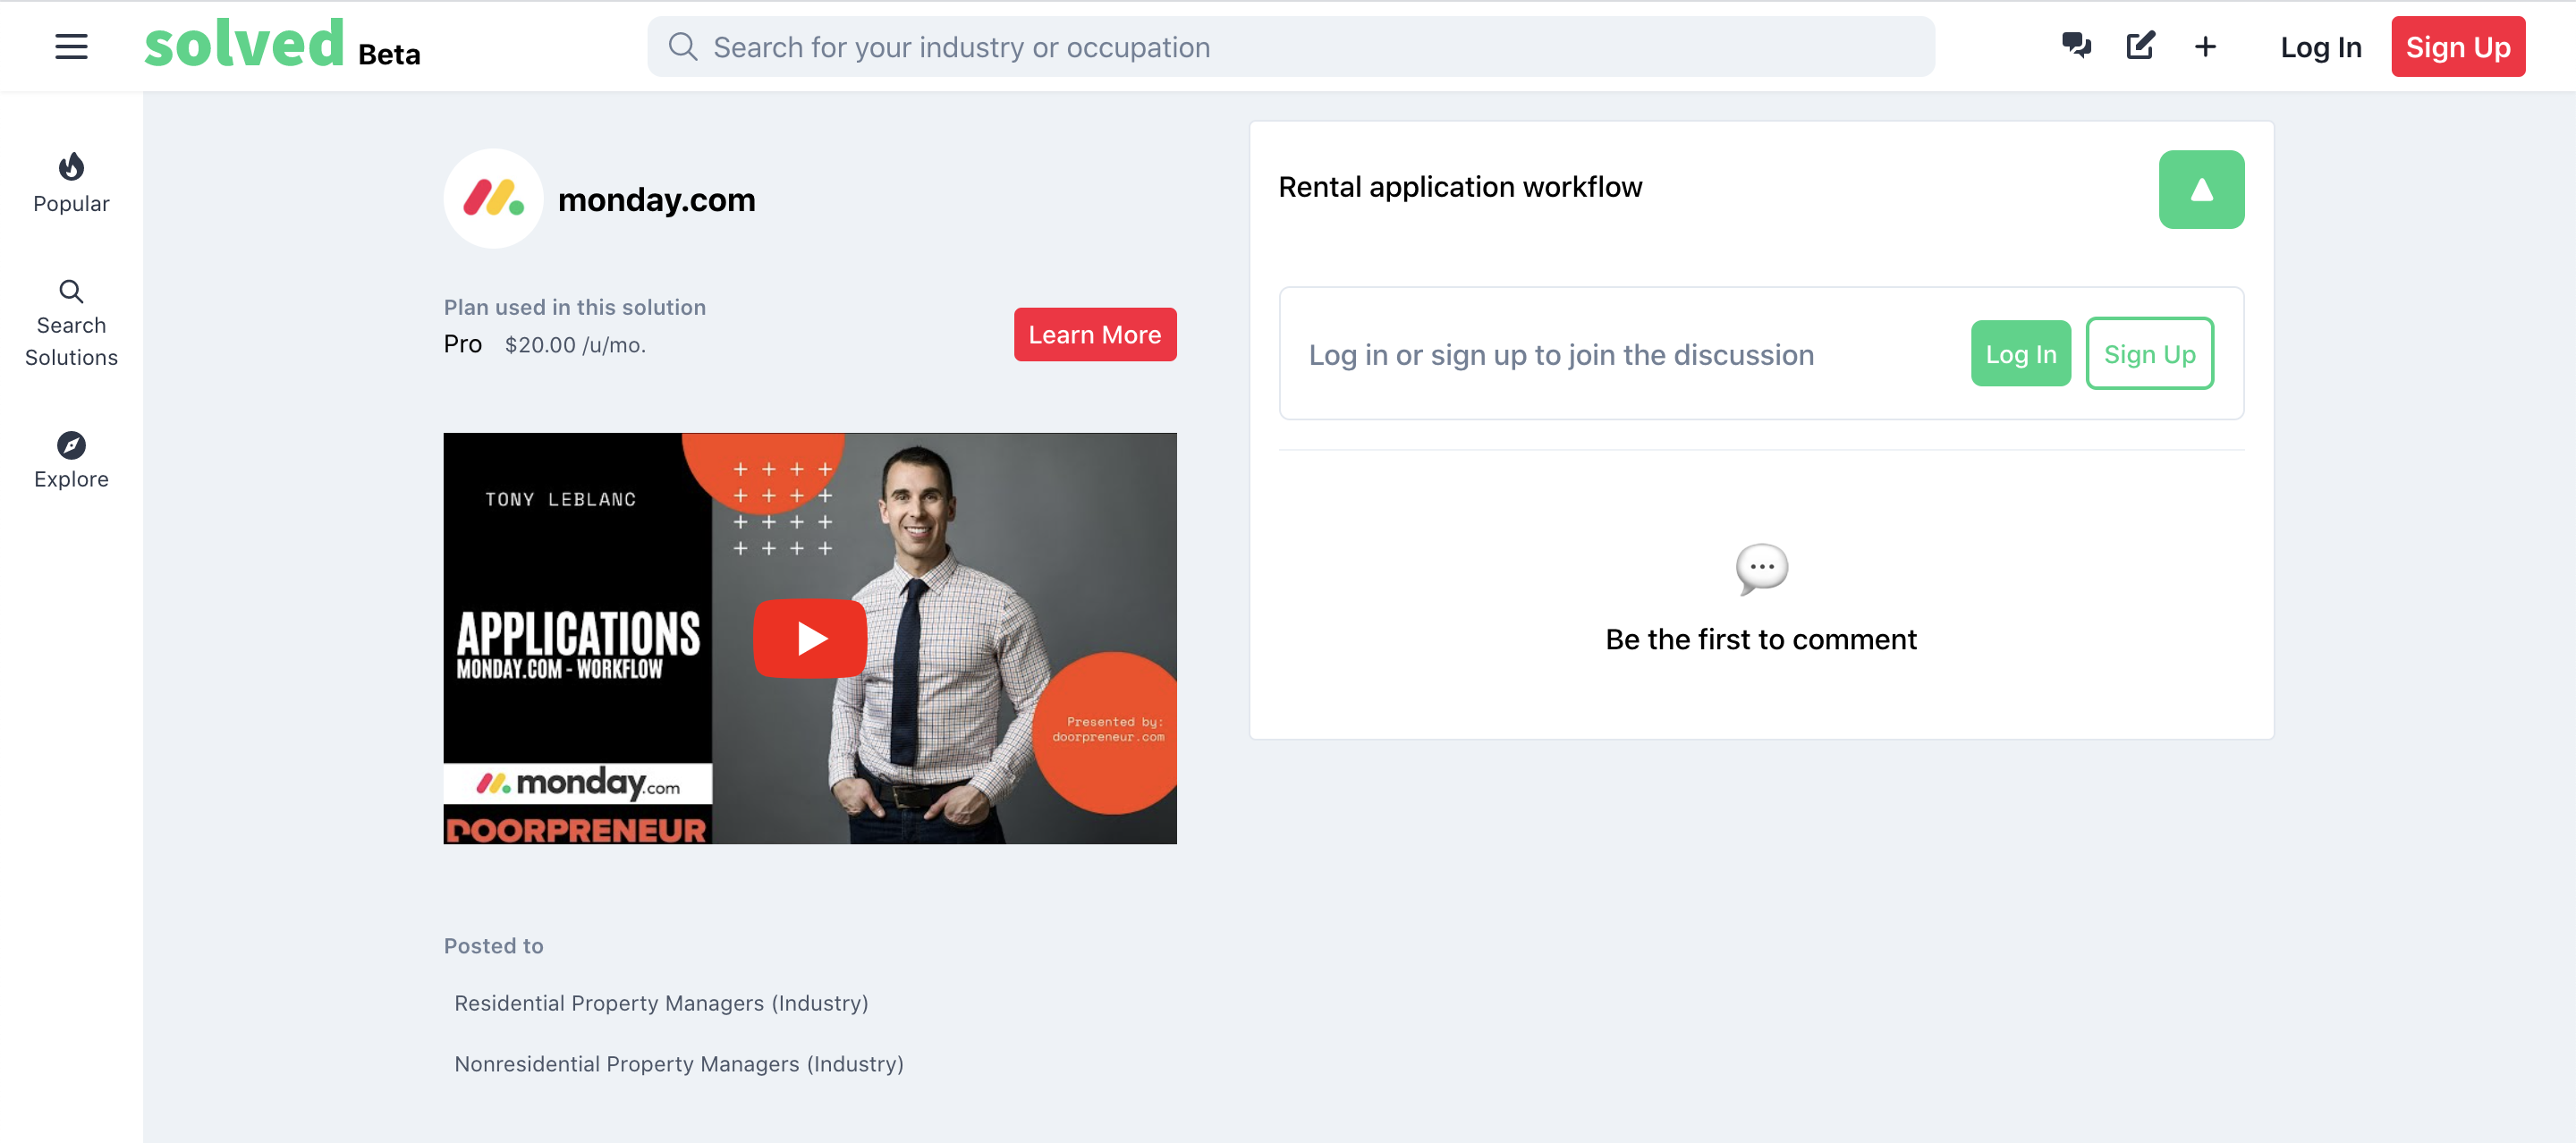 solved Beta
Search for your industry or occupation
Log In
Sign Up
Popular
Search
Solutions
Explore
monday.com
Plan used in this solution
Pro $20.00 /u/mo.
Learn More
TONY LEBLANC
APPLICATIONS
MONDAY.COM - WORKFLOW
Presented by:
doorpreneur.com
monday.com
DOORPRENEUR
Posted to
Residential Property Managers (Industry)
Nonresidential Property Managers (Industry)
Rental application workflow
Log in or sign up to join the discussion
Log In
Sign Up
Be the first to comment